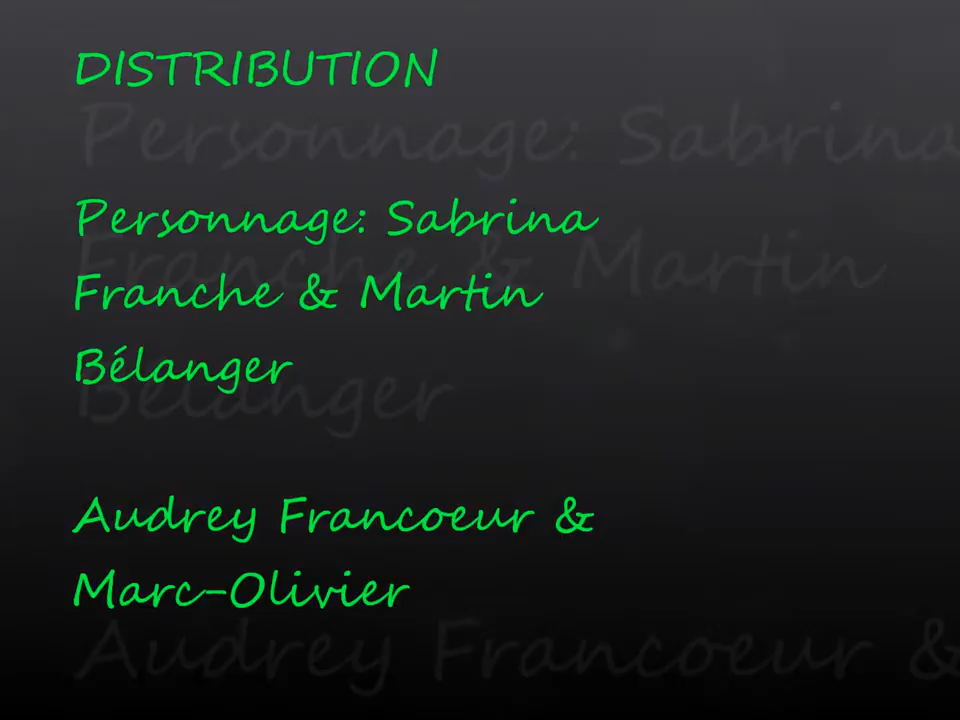 DISTRIBUTION
Personnage: Sabrina
Franche & Martin
Bélanger
Audrey Francoeur &
Marc-Olivier